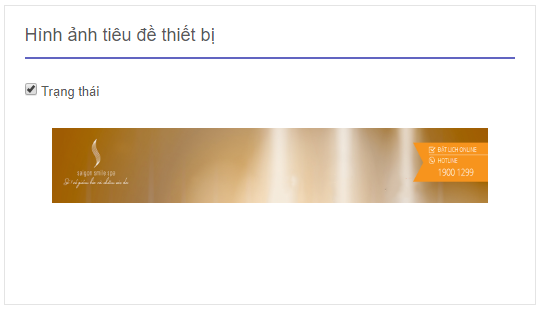 Hình ảnh tiêu đề thiết bị
Trạng thái
saigon smile spa
ĐẶT LỊCH ONLINE
HOTLINE
1900 1299